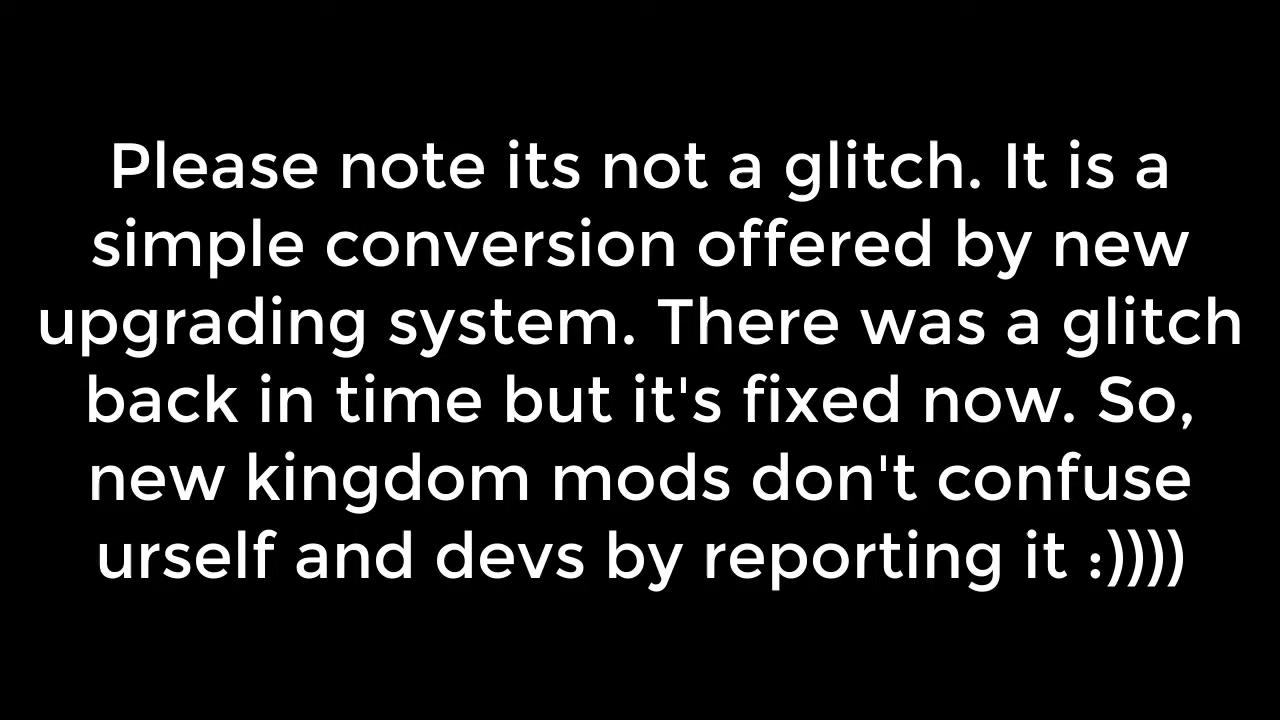 Please note its not a glitch. It is a
simple conversion offered by new
upgrading system. There was a glitch
back in time but it's fixed now. So,
new kingdom mods don't confuse
urself and devs by reporting it :))))